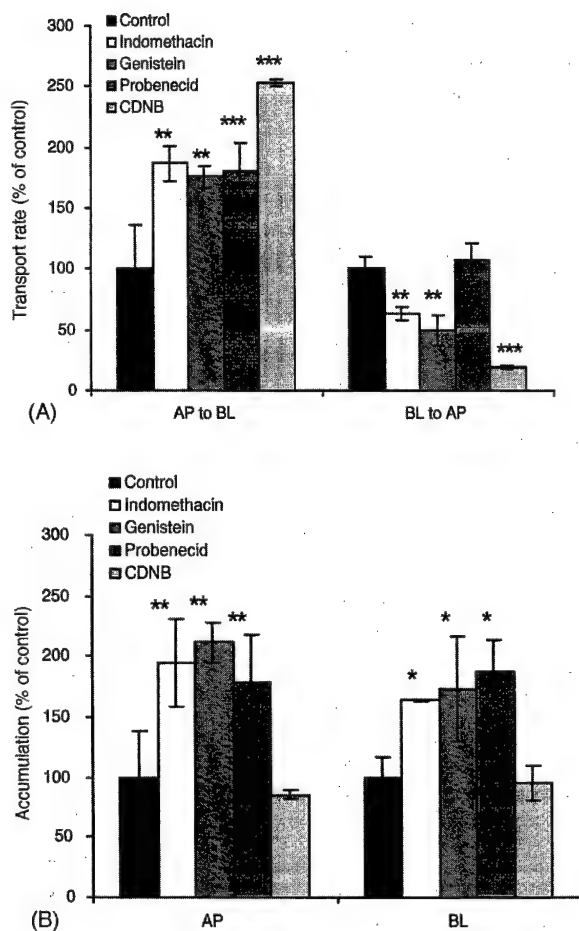 Control
Indomethacin
Genistein
Probenecid
CDNB
Transport rate (% of control)
300
250
200
150
100
50
0
** ** *** ***
** ** ***
AP to BL BL to AP
(A)
Control
Indomethacin
Genistein
Probenecid
CDNB
Accumulation (% of control)
300
250
200
150
100
50
0
** ** **
* * *
AP BL
(B)